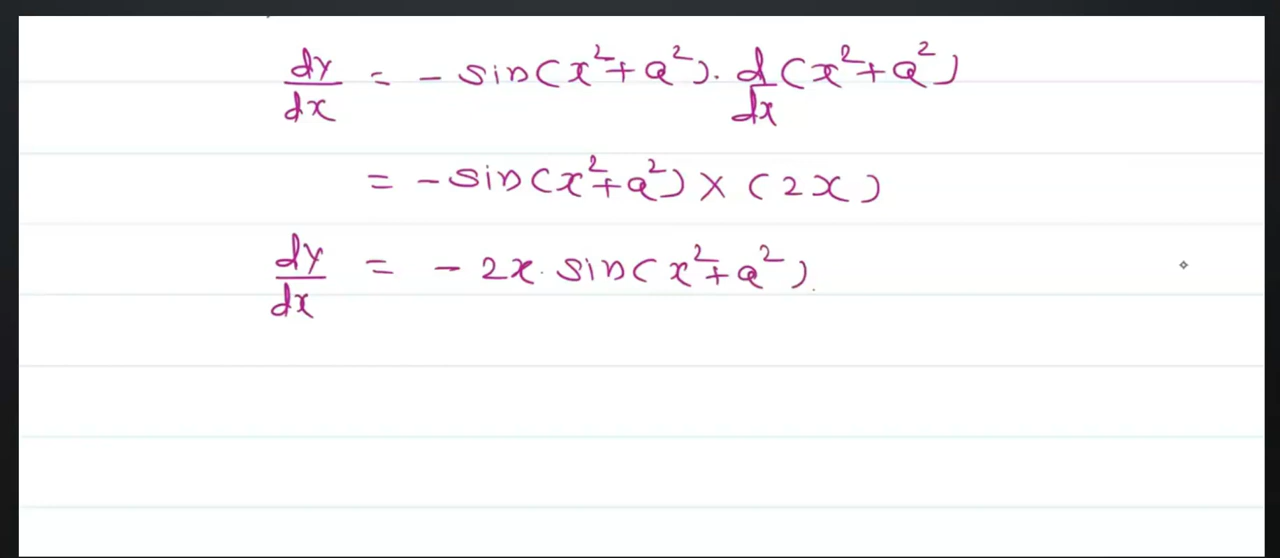 dy/dx = - sin(x²+a²). d/dx (x²+a²)
= - sin(x²+a²) × (2x)
dy/dx = - 2x. sin(x²+a²).